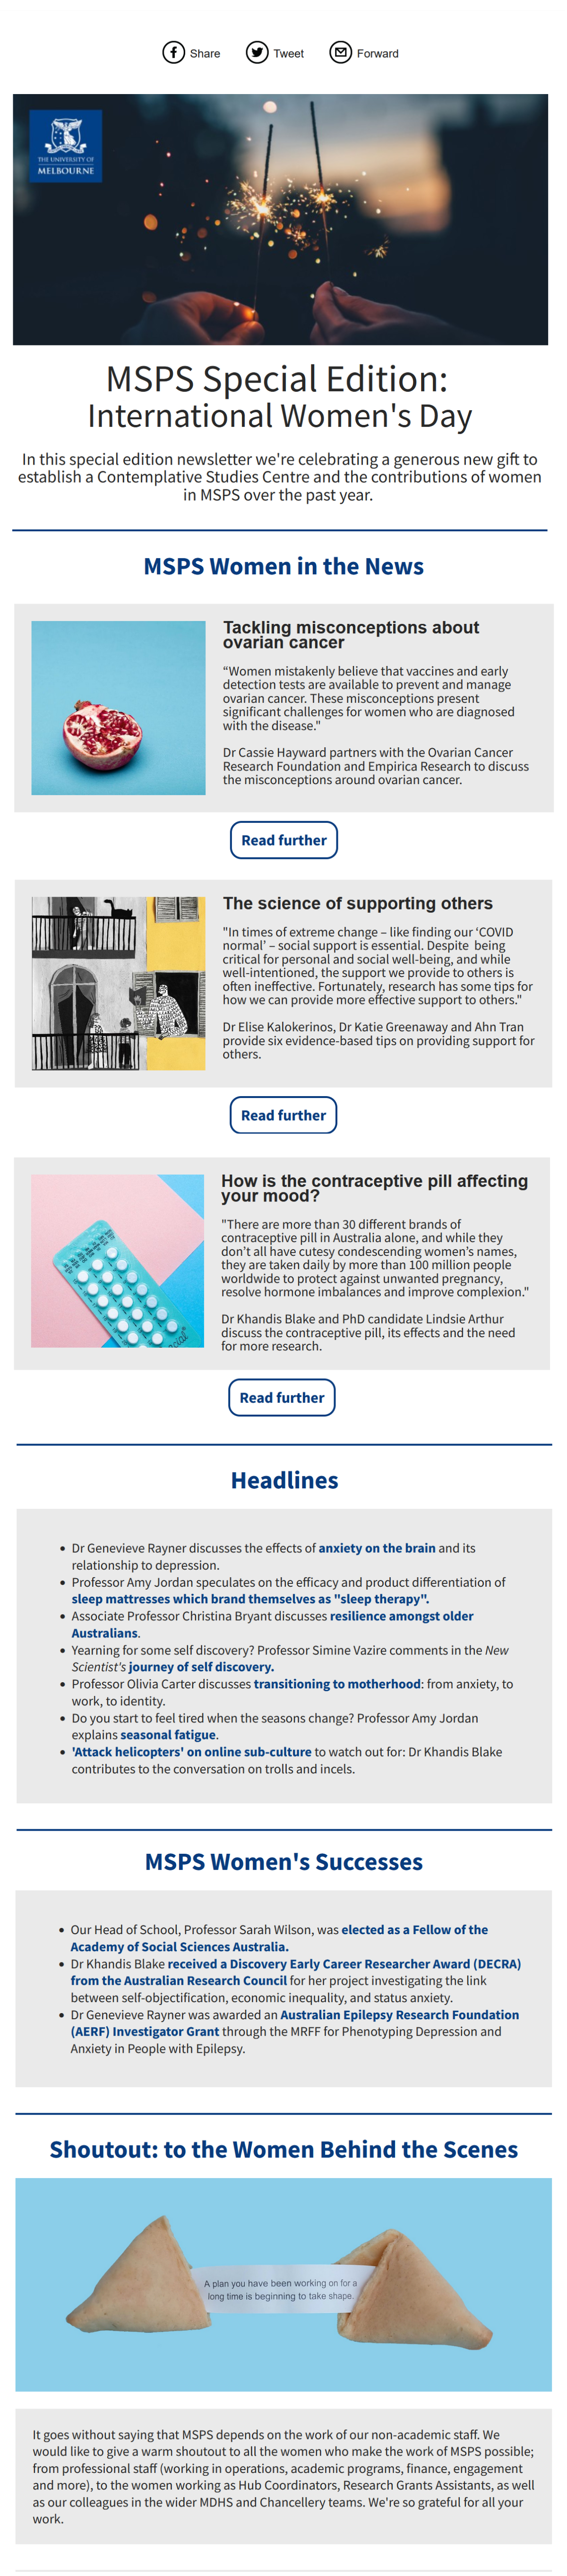 Share
Tweet
Forward
THE UNIVERSITY OF
MELBOURNE
MSPS Special Edition:
International Women's Day
In this special edition newsletter we're celebrating a generous new gift to
establish a Contemplative Studies Centre and the contributions of women
in MSPS over the past year.
MSPS Women in the News
Tackling misconceptions about
ovarian cancer
“Women mistakenly believe that vaccines and early
detection tests are available to prevent and manage
ovarian cancer. These misconceptions present
significant challenges for women who are diagnosed
with the disease."
Dr Cassie Hayward partners with the Ovarian Cancer
Research Foundation and Empirica Research to discuss
the misconceptions around ovarian cancer.
Read further
The science of supporting others
"In times of extreme change – like finding our ‘COVID
normal’ – social support is essential. Despite being
critical for personal and social well-being, and while
well-intentioned, the support we provide to others is
often ineffective. Fortunately, research has some tips for
how we can provide more effective support to others."
Dr Elise Kalokerinos, Dr Katie Greenaway and Ahn Tran
provide six evidence-based tips on providing support for
others.
Read further
How is the contraceptive pill affecting
your mood?
"There are more than 30 different brands of
contraceptive pill in Australia alone, and while they
don’t all have cutesy condescending women’s names,
they are taken daily by more than 100 million people
worldwide to protect against unwanted pregnancy,
resolve hormone imbalances and improve complexion."
Dr Khandis Blake and PhD candidate Lindsie Arthur
discuss the contraceptive pill, its effects and the need
for more research.
Read further
Headlines
• Dr Genevieve Rayner discusses the effects of anxiety on the brain and its
relationship to depression.
• Professor Amy Jordan speculates on the efficacy and product differentiation of
sleep mattresses which brand themselves as "sleep therapy".
• Associate Professor Christina Bryant discusses resilience amongst older
Australians.
• Yearning for some self discovery? Professor Simine Vazire comments in the New
Scientist's journey of self discovery.
• Professor Olivia Carter discusses transitioning to motherhood: from anxiety, to
work, to identity.
• Do you start to feel tired when the seasons change? Professor Amy Jordan
explains seasonal fatigue.
• 'Attack helicopters' on online sub-culture to watch out for: Dr Khandis Blake
contributes to the conversation on trolls and incels.
MSPS Women's Successes
• Our Head of School, Professor Sarah Wilson, was elected as a Fellow of the
Academy of Social Sciences Australia.
• Dr Khandis Blake received a Discovery Early Career Researcher Award (DECRA)
from the Australian Research Council for her project investigating the link
between self-objectification, economic inequality, and status anxiety.
• Dr Genevieve Rayner was awarded an Australian Epilepsy Research Foundation
(AERF) Investigator Grant through the MRFF for Phenotyping Depression and
Anxiety in People with Epilepsy.
Shoutout: to the Women Behind the Scenes
A plan you have been working on for a
long time is beginning to take shape.
It goes without saying that MSPS depends on the work of our non-academic staff. We
would like to give a warm shoutout to all the women who make the work of MSPS possible;
from professional staff (working in operations, academic programs, finance, engagement
and more), to the women working as Hub Coordinators, Research Grants Assistants, as well
as our colleagues in the wider MDHS and Chancellery teams. We're so grateful for all your
work.